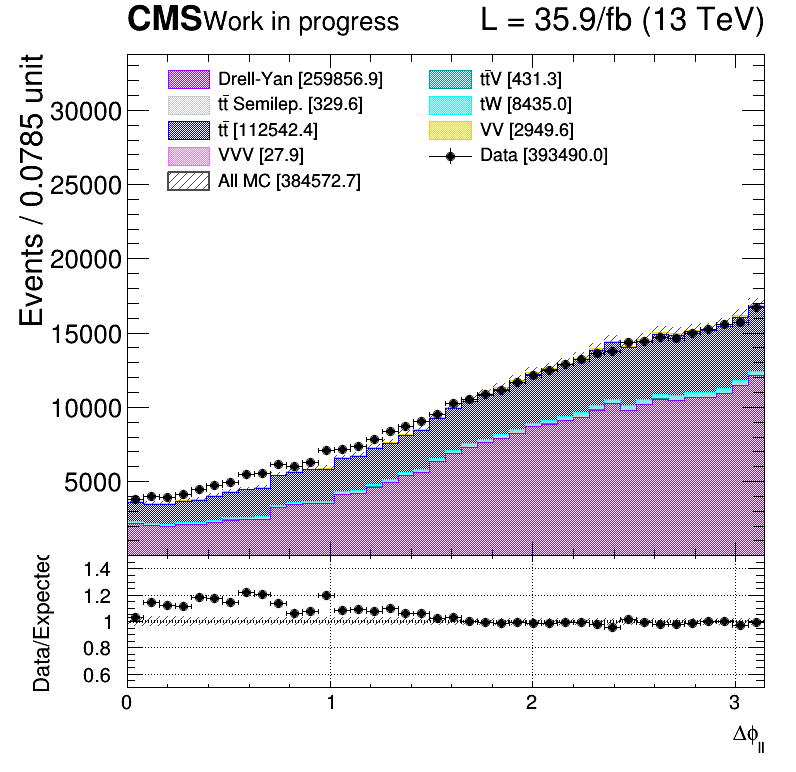 CMS Work in progress L = 35.9/fb (13 TeV)
Events / 0.0785 unit
Drell-Yan [259856.9]
tt̄ Semilep. [329.6]
tt̄ [112542.4]
VVV [27.9]
All MC [384572.7]
tt̄V [431.3]
tW [8435.0]
VV [2949.6]
Data [393490.0]
30000
25000
20000
15000
10000
5000
Data/Expected
1.4
1.2
1
0.8
0.6
0 1 2 3
Δϕ_ll